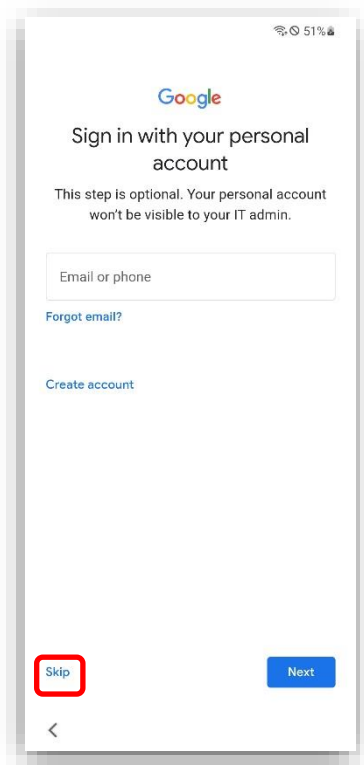 51%
Google
Sign in with your personal
account
This step is optional. Your personal account
won't be visible to your IT admin.
Email or phone
Forgot email?
Create account
Skip
Next